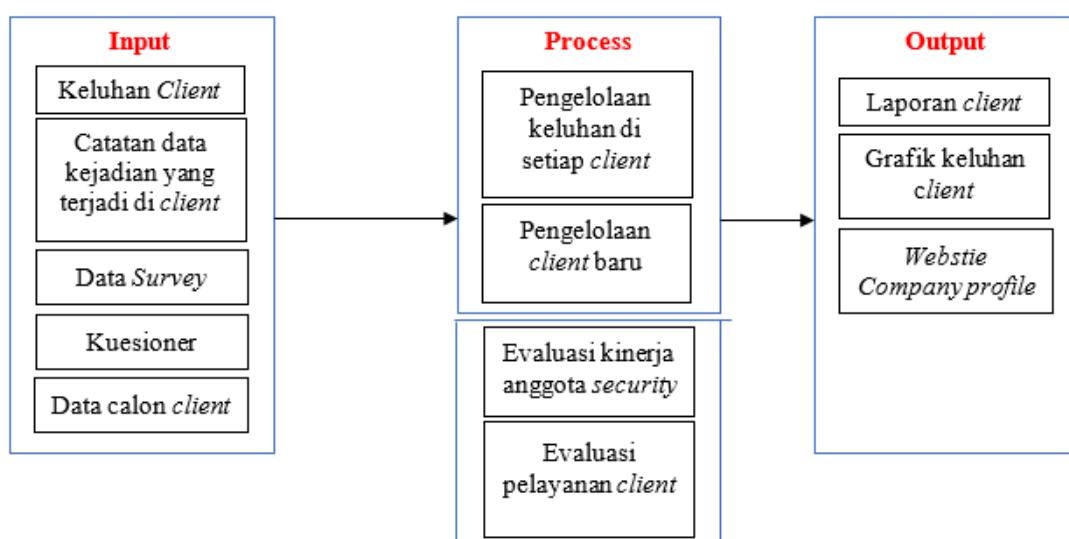 Input
Keluhan Client
Catatan data
kejadian yang
terjadi di client
Data Survey
Kuesioner
Data calon client
Process
Pengelolaan
keluhan di
setiap client
Pengelolaan
client baru
Evaluasi kinerja
anggota security
Evaluasi
pelayanan client
Output
Laporan client
Grafik keluhan
client
Webstie
Company profile